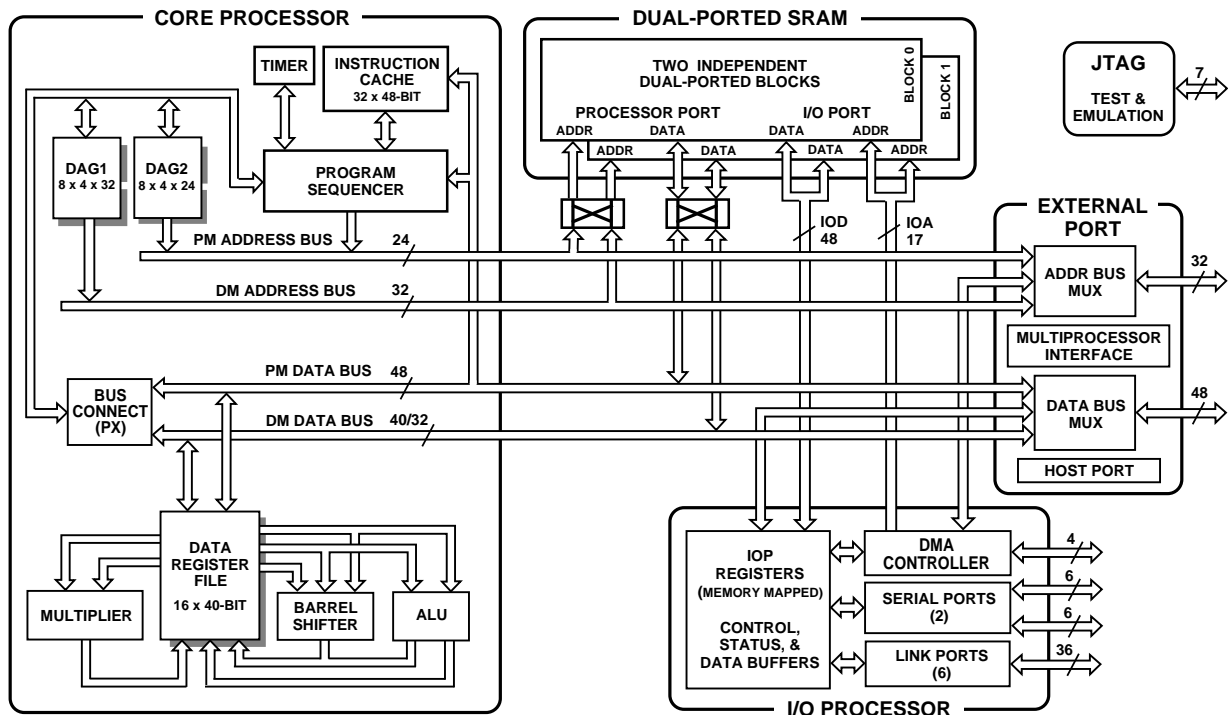 CORE PROCESSOR
TIMER
INSTRUCTION
CACHE
32 x 48-BIT
DAG1
8 x 4 x 32
DAG2
8 x 4 x 24
PROGRAM
SEQUENCER
PM ADDRESS BUS 24
DM ADDRESS BUS 32
PM DATA BUS 48
BUS
CONNECT
(PX)
DM DATA BUS 40/32
DATA
REGISTER
FILE
16 x 40-BIT
MULTIPLIER
BARREL
SHIFTER
ALU
DUAL-PORTED SRAM
TWO INDEPENDENT
DUAL-PORTED BLOCKS
BLOCK 0
BLOCK 1
PROCESSOR PORT
I/O PORT
ADDR DATA DATA ADDR
ADDR DATA DATA ADDR
IOD
48
IOA
17
JTAG
TEST &
EMULATION
7
EXTERNAL
PORT
ADDR BUS
MUX
32
MULTIPROCESSOR
INTERFACE
DATA BUS
MUX
48
HOST PORT
IOP
REGISTERS
(MEMORY MAPPED)
CONTROL,
STATUS, &
DATA BUFFERS
DMA
CONTROLLER
4
SERIAL PORTS
(2)
6
6
LINK PORTS
(6)
36
I/O PROCESSOR